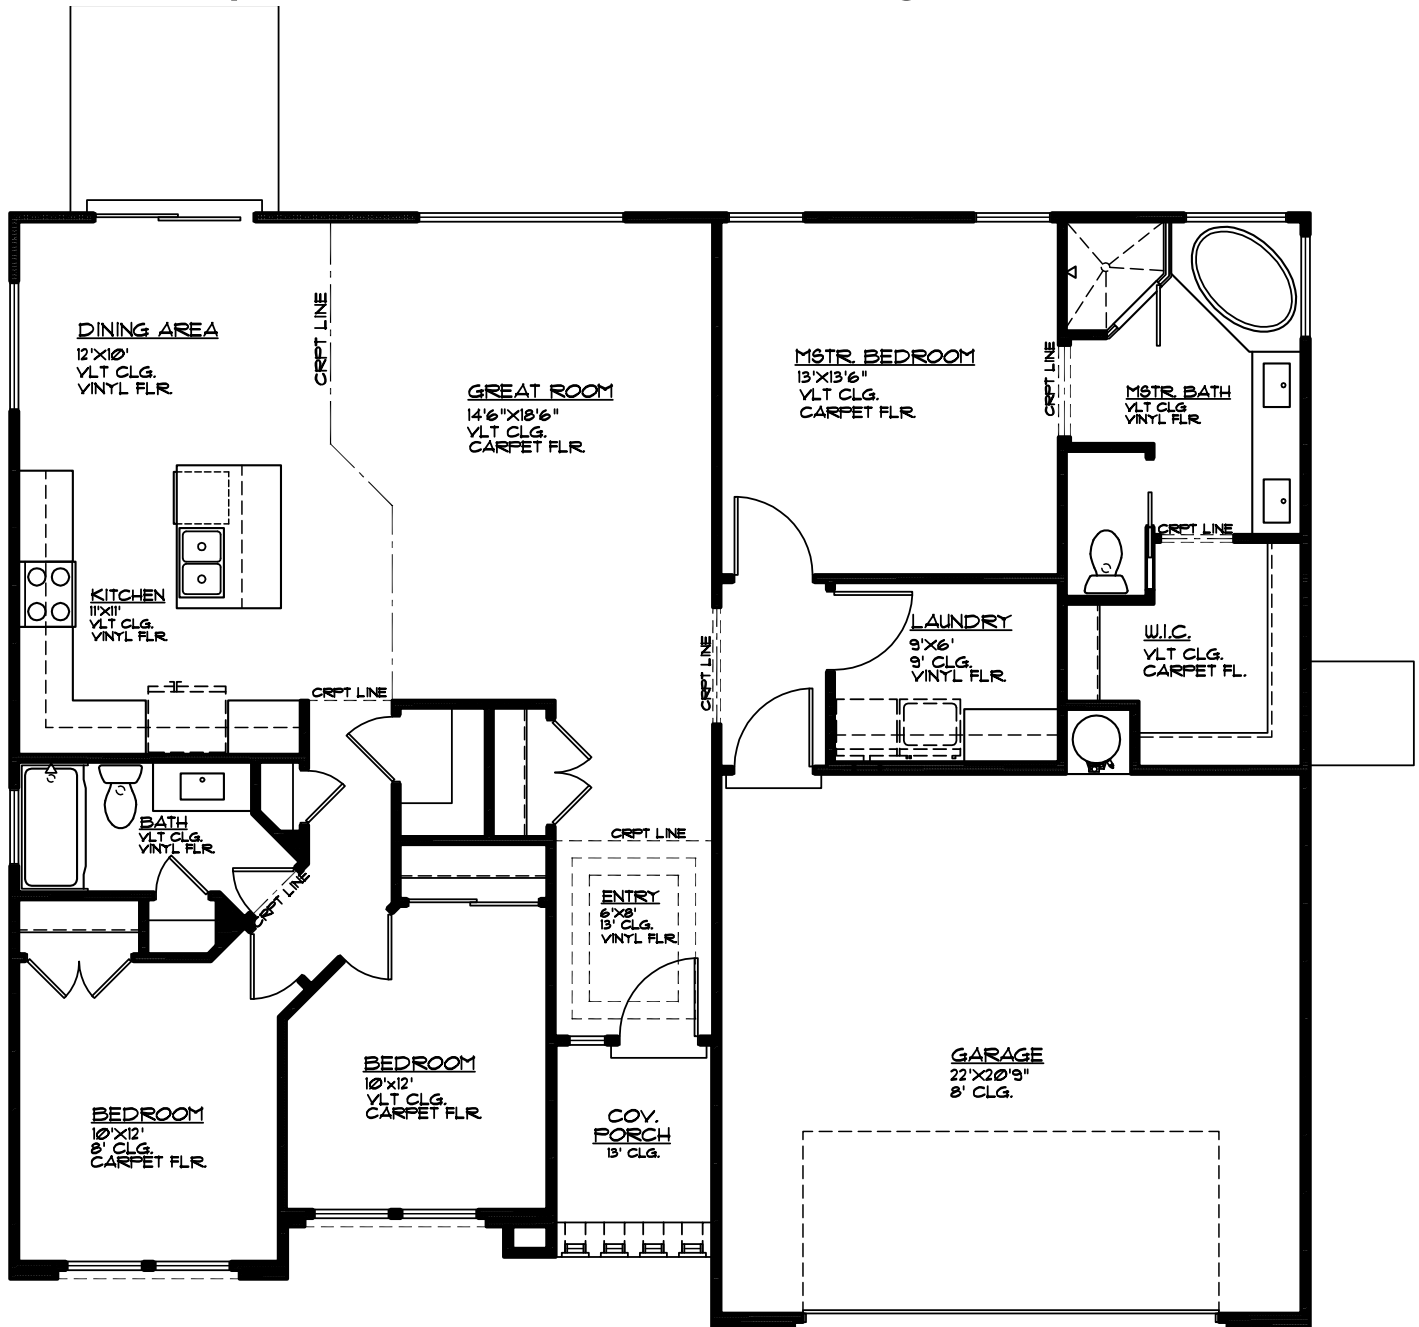 CRPT LINE
DINING AREA
12'X10'
VLT CLG.
VINYL FLR.
GREAT ROOM
14'6"X18'6"
VLT CLG.
CARPET FLR.
MSTR. BEDROOM
13'X13'6"
VLT CLG.
CARPET FLR.
CRPT LINE
MSTR. BATH
VLT CLG
VINYL FLR.
CRPT LINE
KITCHEN
11'X11'
VLT CLG.
VINYL FLR.
LAUNDRY
9'X6'
9' CLG.
VINYL FLR.
W.I.C.
VLT CLG.
CARPET FL.
CRPT LINE
CRPT LINE
BATH
VLT CLG.
VINYL FLR.
CRPT LINE
CRPT LINE
ENTRY
6'X8'
13' CLG.
VINYL FLR.
BEDROOM
10'X12'
8' CLG.
CARPET FLR.
BEDROOM
10'x12'
VLT CLG.
CARPET FLR.
COV.
PORCH
13' CLG.
GARAGE
22'X20'9"
8' CLG.